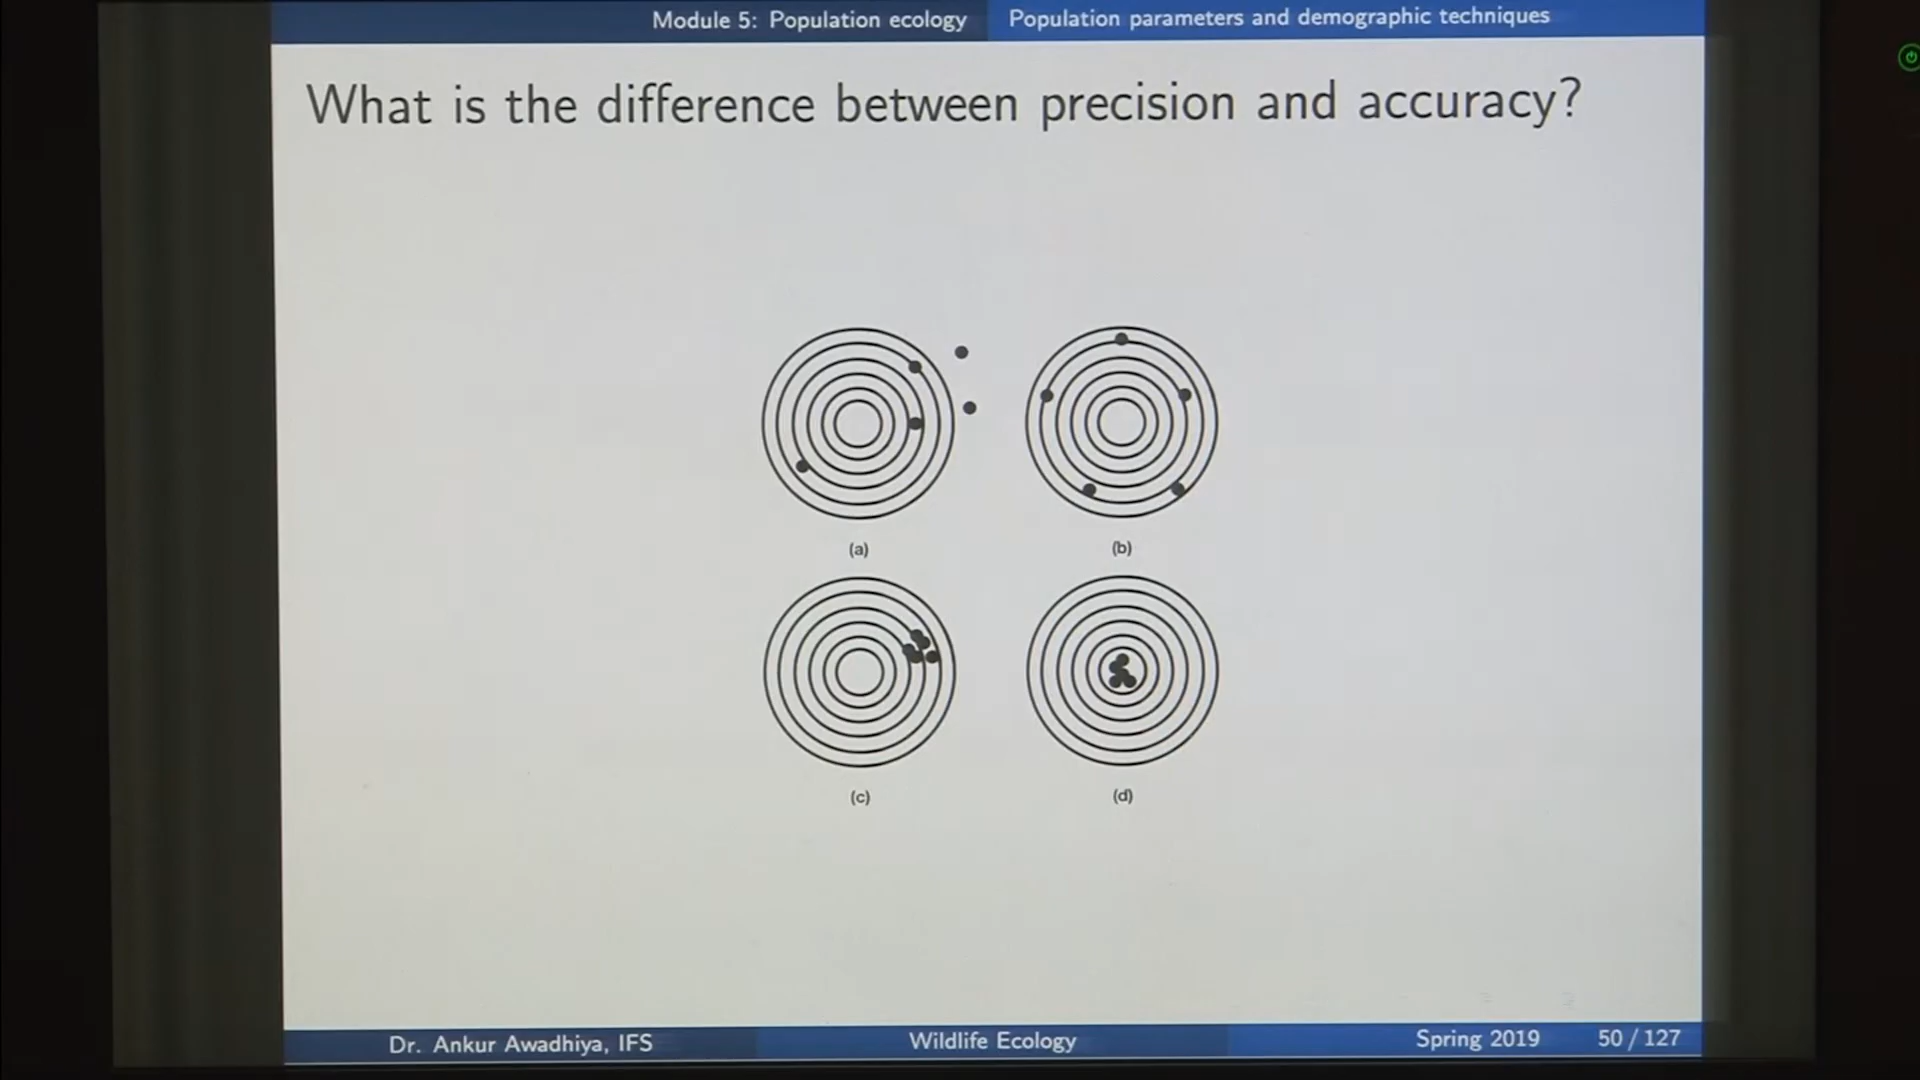 Module 5: Population ecology
Population parameters and demographic techniques
What is the difference between precision and accuracy?
(a)
(b)
(c)
(d)
Dr. Ankur Awadhiya, IFS
Wildlife Ecology
Spring 2019
50 / 127